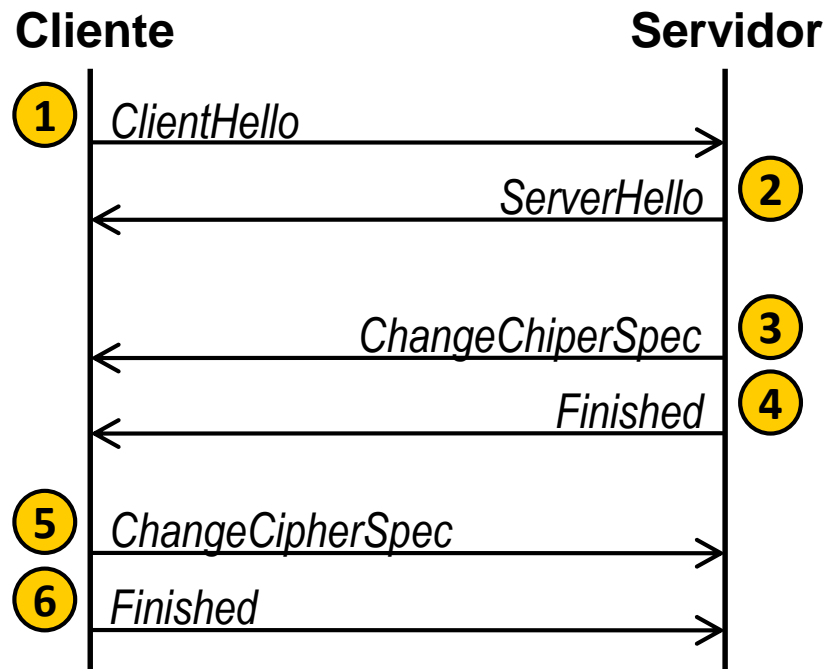 Cliente Servidor
1 ClientHello
ServerHello 2
ChangeChiperSpec 3
Finished 4
5 ChangeCipherSpec
6 Finished